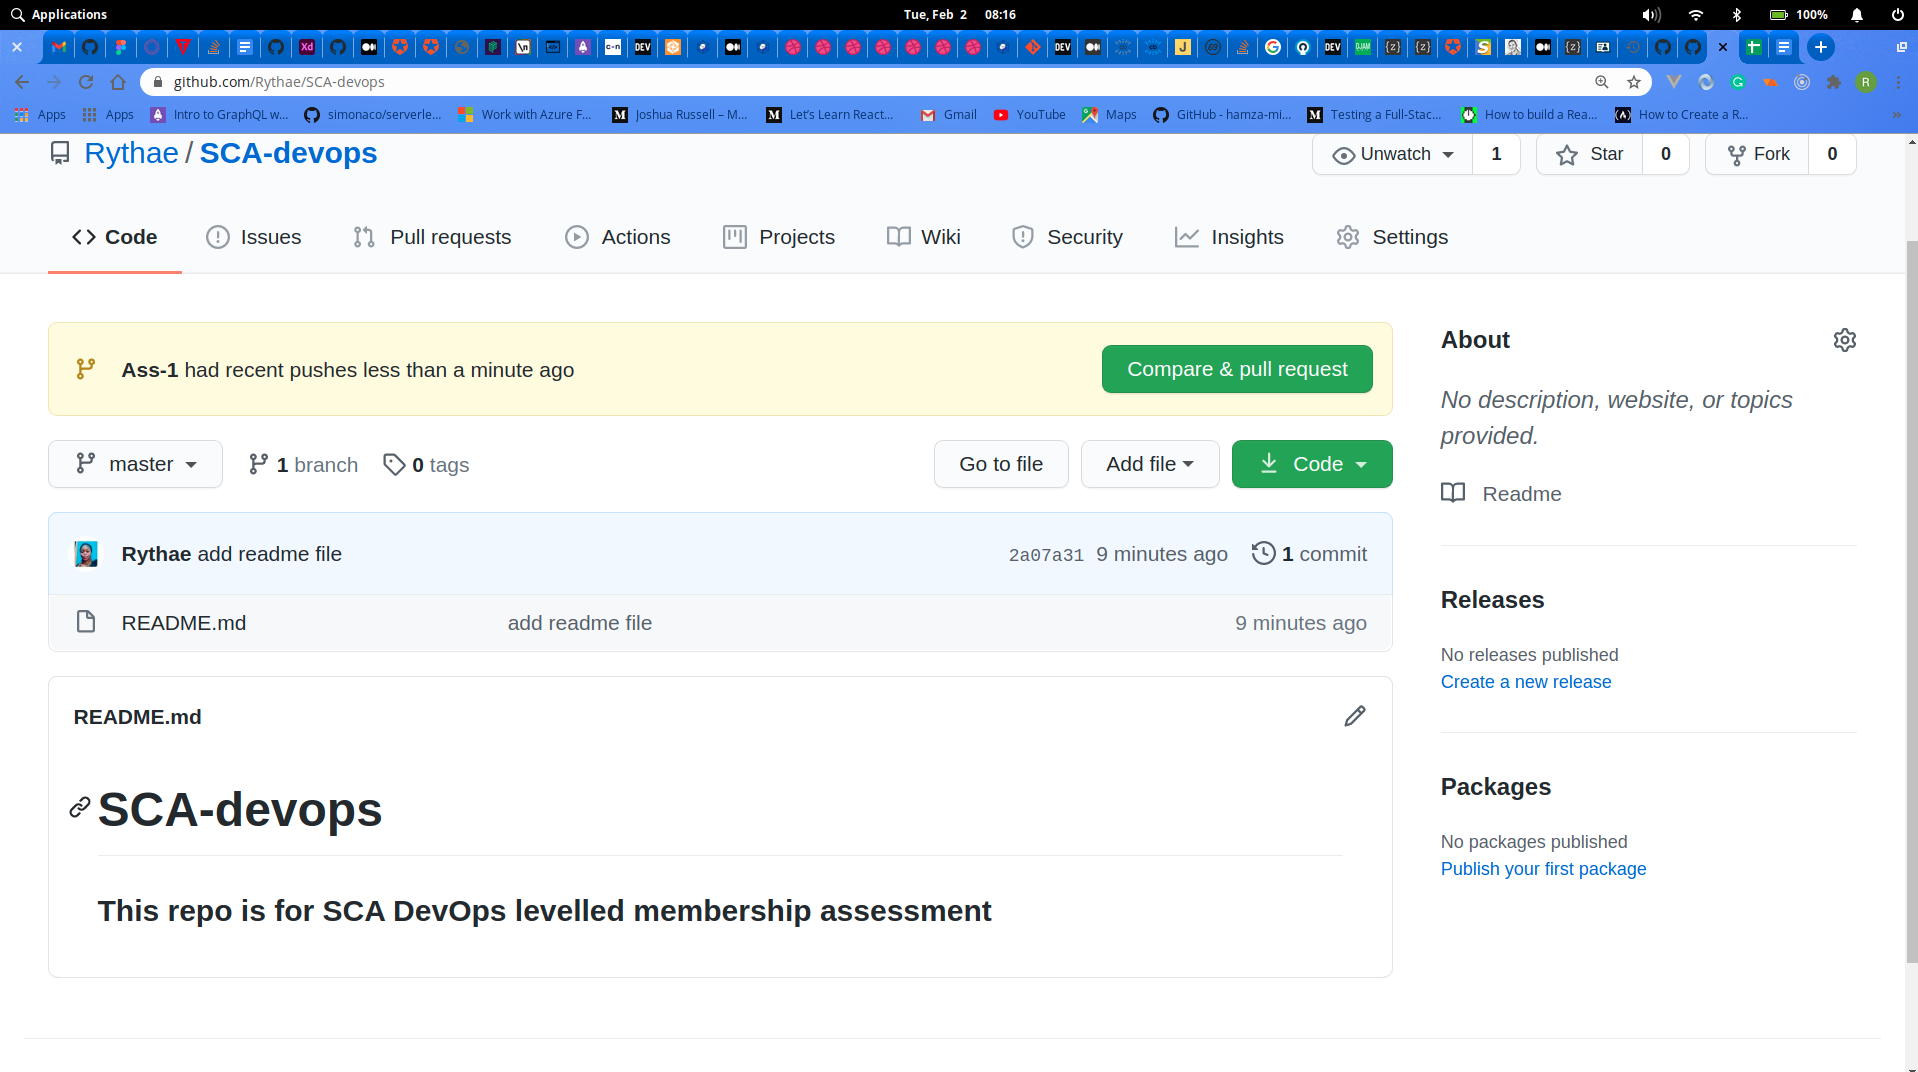 Applications
Tue, Feb 2 08:16
100%
github.com/Rythae/SCA-devops
Apps
Apps
Intro to GraphQL w...
simonaco/serverle...
Work with Azure F...
Joshua Russell – M...
Let's Learn React...
Gmail
YouTube
Maps
GitHub - hamza-mi...
Testing a Full-Stac...
How to build a Rea...
How to Create a R...
Rythae / SCA-devops
Unwatch 1
Star 0
Fork 0
Code
Issues
Pull requests
Actions
Projects
Wiki
Security
Insights
Settings
Ass-1 had recent pushes less than a minute ago
Compare & pull request
master
1 branch
0 tags
Go to file
Add file
Code
Rythae add readme file
2a07a31 9 minutes ago
1 commit
README.md
add readme file
9 minutes ago
README.md
SCA-devops
This repo is for SCA DevOps levelled membership assessment
About
No description, website, or topics
provided.
Readme
Releases
No releases published
Create a new release
Packages
No packages published
Publish your first package